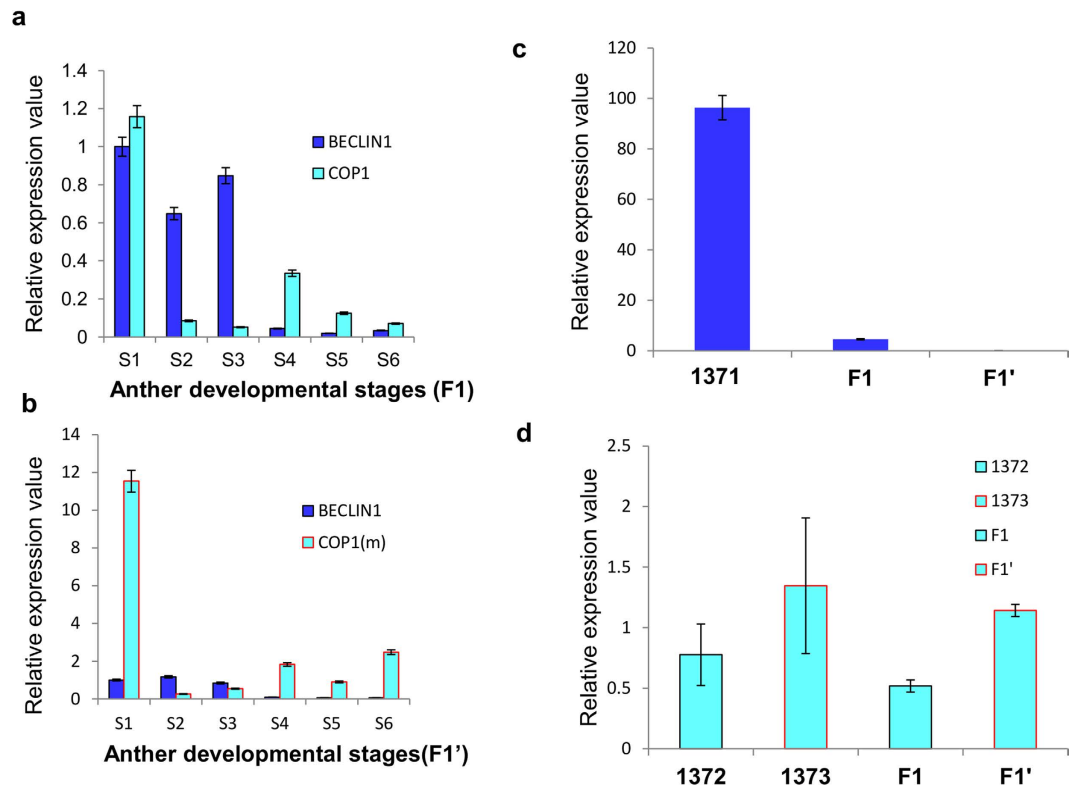 a
1.4
1.2
1
0.8
0.6
0.4
0.2
0
Relative expression value
BECLIN1
COP1
S1 S2 S3 S4 S5 S6
Anther developmental stages (F1)
b
14
12
10
8
6
4
2
0
Relative expression value
BECLIN1
COP1(m)
S1 S2 S3 S4 S5 S6
Anther developmental stages(F1’)
c
120
100
80
60
40
20
0
Relative expression value
1371 F1 F1'
d
2.5
2
1.5
1
0.5
0
Relative expression value
1372
1373
F1
F1'
1372 1373 F1 F1'